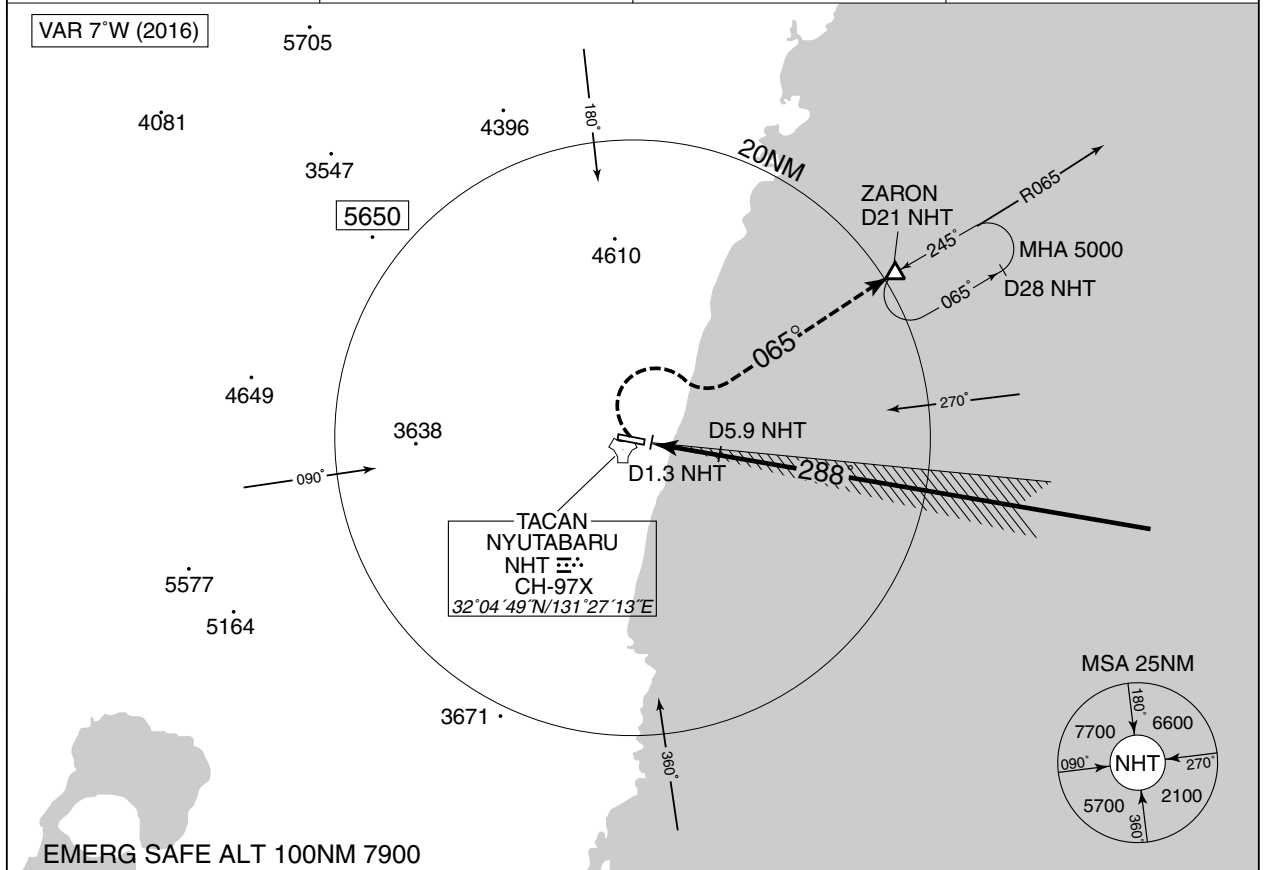 VAR 7°W (2016)
5705
4081
4396
3547
5650
180°
20NM
4610
ZARON
D21 NHT
R065
245°
MHA 5000
065°
D28 NHT
065°
4649
3638
270°
D5.9 NHT
D1.3 NHT
288°
090°
TACAN
NYUTABARU
NHT
CH-97X
32°04´49˝N/131°27´13˝E
5577
5164
3671
360°
MSA 25NM
180°
7700
6600
090°
NHT
270°
5700
2100
360°
EMERG SAFE ALT 100NM 7900